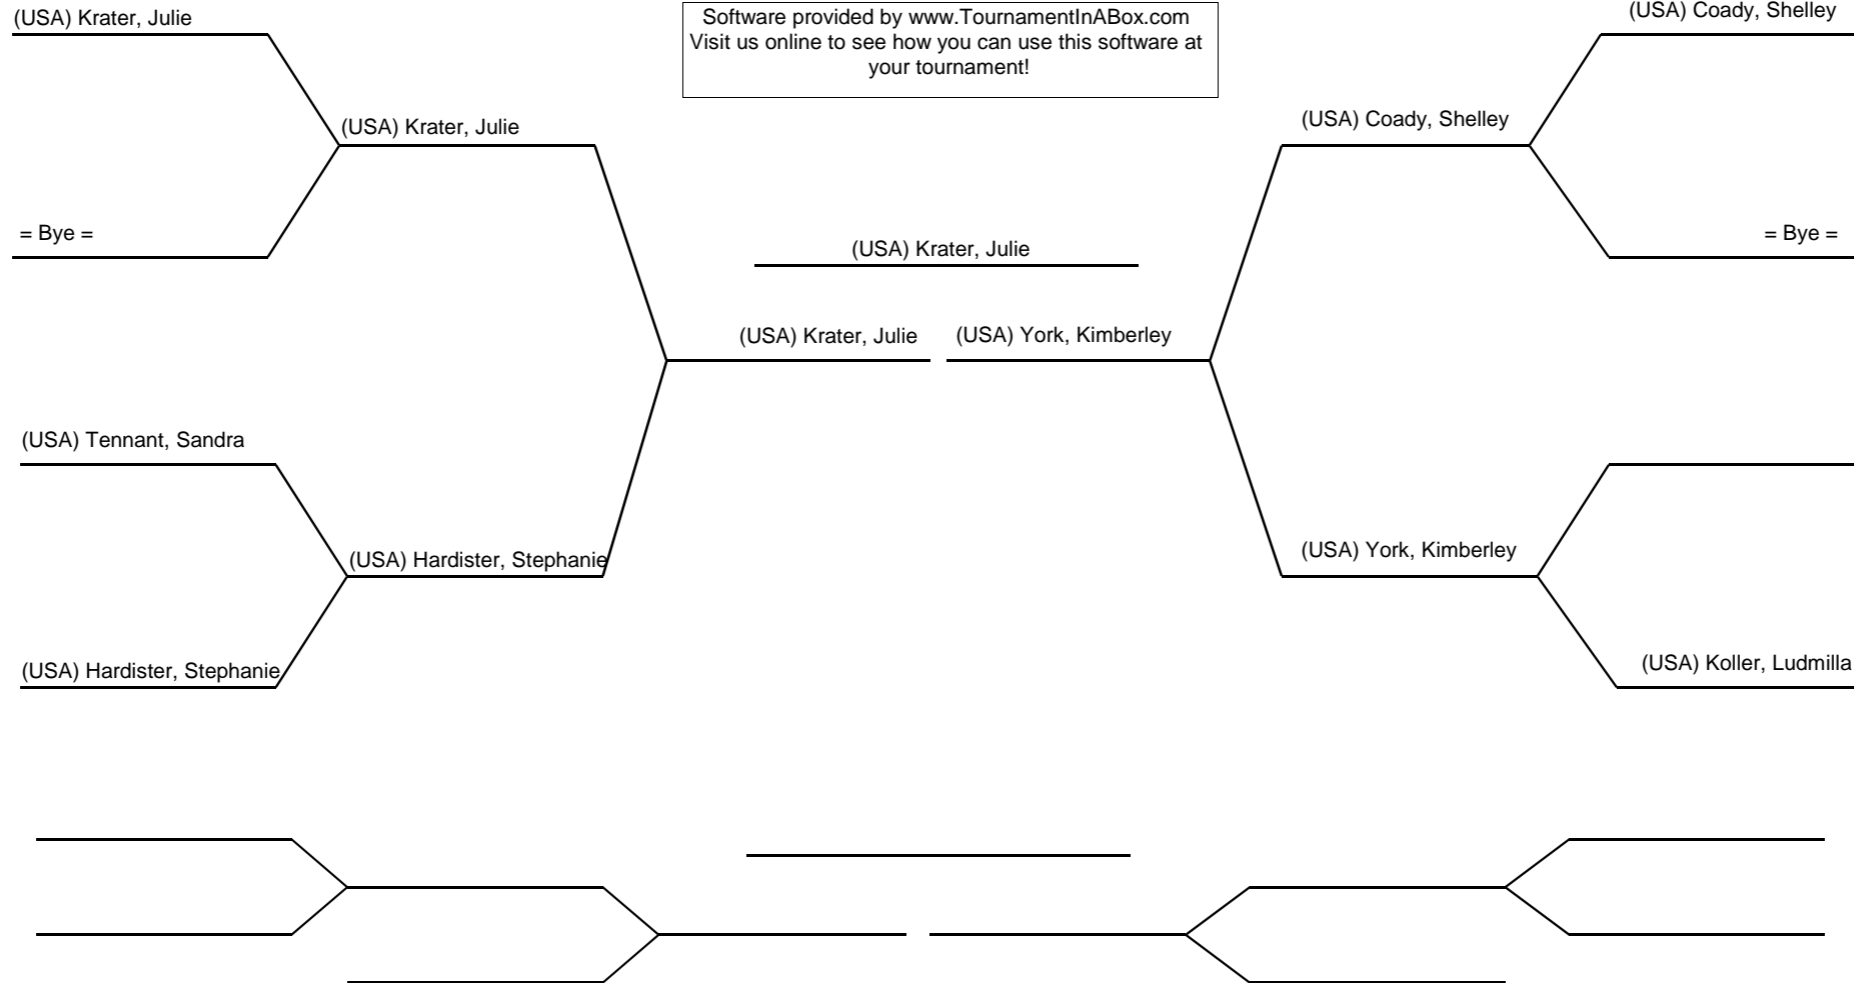 (USA) Krater, Julie
Software provided by www.TournamentInABox.com
Visit us online to see how you can use this software at
your tournament!
(USA) Coady, Shelley
(USA) Krater, Julie
(USA) Coady, Shelley
= Bye =
(USA) Krater, Julie
= Bye =
(USA) Krater, Julie
(USA) York, Kimberley
(USA) Tennant, Sandra
(USA) Hardister, Stephanie
(USA) York, Kimberley
(USA) Hardister, Stephanie
(USA) Koller, Ludmilla